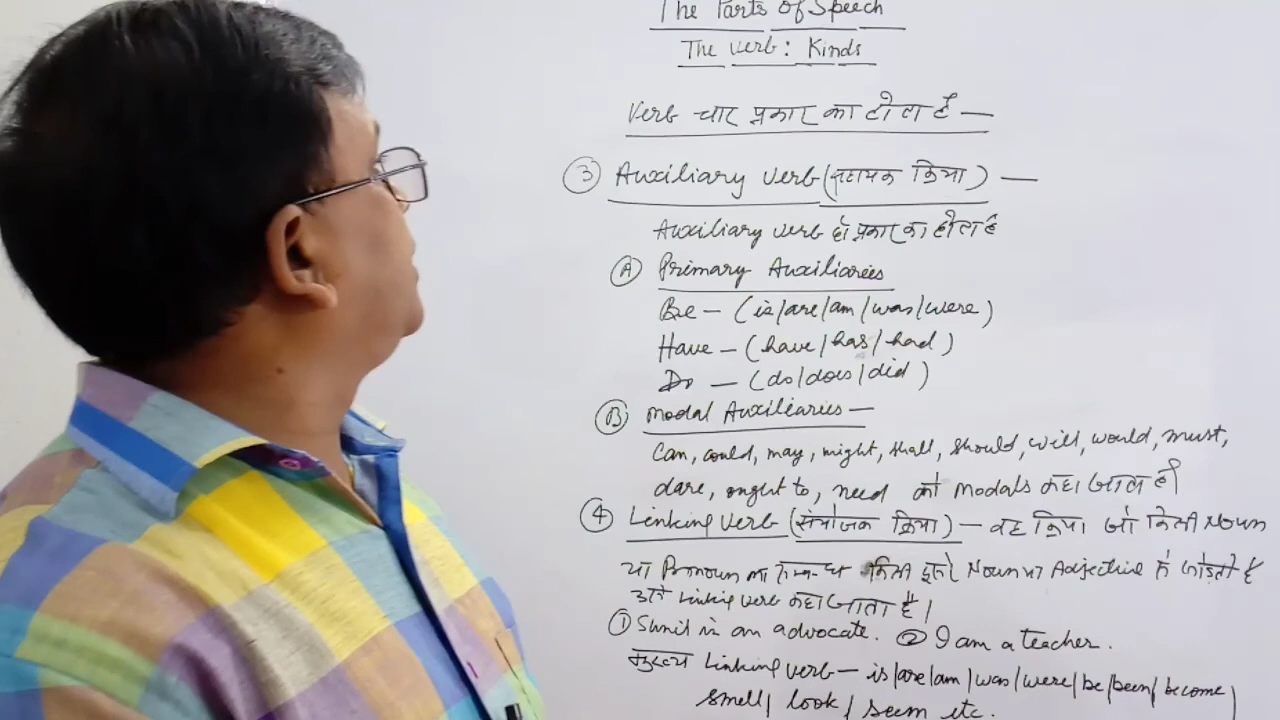 The Parts Of Speech
The Verb: Kinds
Verb चार प्रकार का होता है —
③ Auxiliary Verb (सहायक क्रिया) —
Auxiliary Verb दो प्रकार का होता है
Ⓐ Primary Auxiliaries
Be — (is/are/am/was/were)
Have — (have/has/had)
Do — (do/does/did)
Ⓑ Modal Auxiliaries —
Can, could, may, might, shall, should, will, would, must,
dare, ought to, need को Modals कहा जाता है।
④ Linking Verb (संयोजक क्रिया) — वह क्रिया जो किसी Noun
या Pronoun का सम्बन्ध किसी दूसरे Noun या Adjective से जोड़ती है
उसे Linking Verb कहा जाता है।
① Sunil is an advocate. ② I am a teacher.
मुख्य Linking Verb — is/are/am/was/were/be/been/become/
smell/look/seem etc.